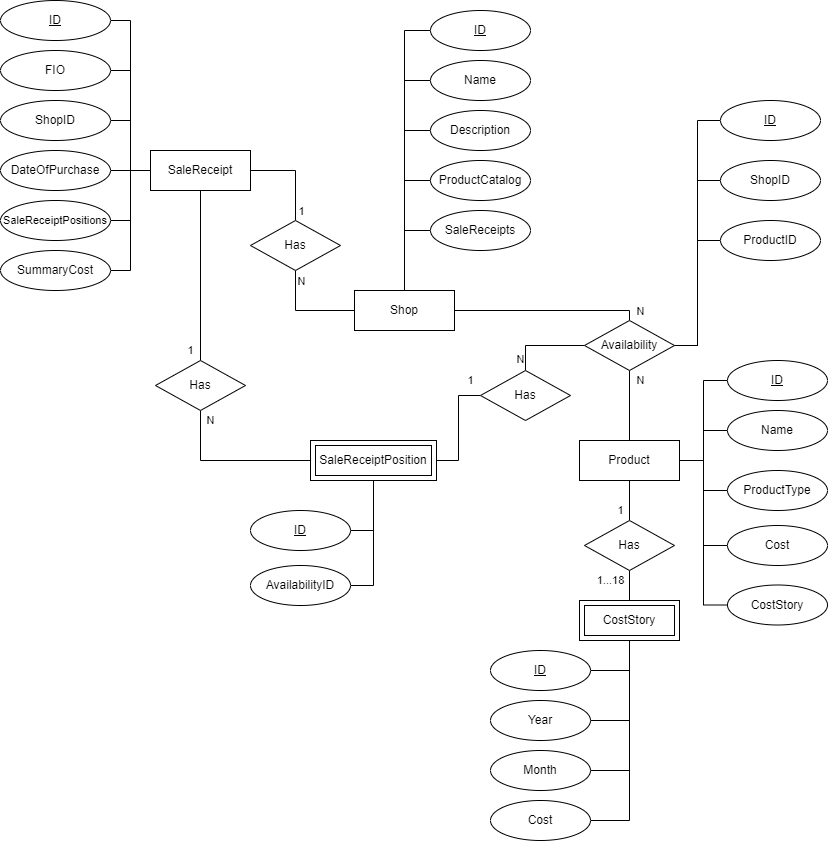 ID
FIO
ShopID
DateOfPurchase
SaleReceiptPositions
SummaryCost
SaleReceipt
1
Has
N
ID
Name
Description
ProductCatalog
SaleReceipts
Shop
N
Availability
N
ID
ShopID
ProductID
1
Has
N
1
Has
N
SaleReceiptPosition
ID
AvailabilityID
Product
ID
Name
ProductType
Cost
CostStory
1
Has
1...18
CostStory
ID
Year
Month
Cost